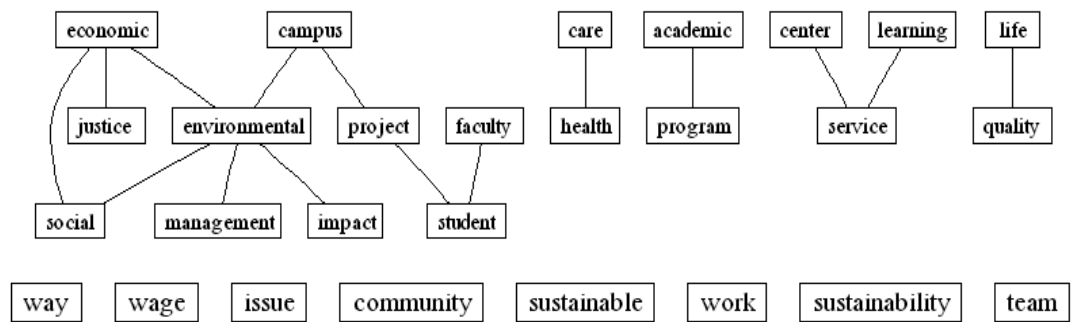 economic campus care academic center learning life
justice environmental project faculty health program service quality
social management impact student
way wage issue community sustainable work sustainability team